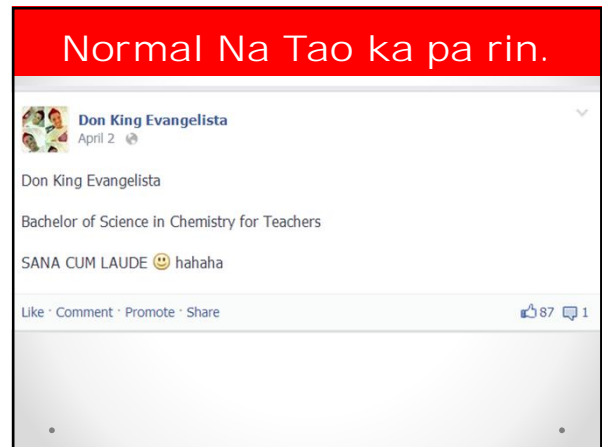 Normal Na Tao ka pa rin.
Don King Evangelista
April 2
Don King Evangelista
Bachelor of Science in Chemistry for Teachers
SANA CUM LAUDE 🙂 hahaha
Like · Comment · Promote · Share 87 1